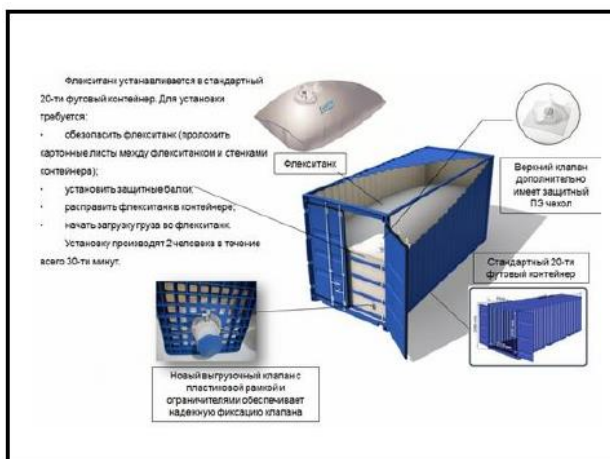 Флекситанк устанавливается в стандартный
20-ти футовый контейнер. Для установки
требуется:
· обезопасить флекситанк (проложить
картонные листы между флекситанком и стенками
контейнера);
· установить защитные балки;
· расправить флекситанк в контейнере;
· начать загрузку груза во флекситанк.
Установку производят 2 человека в течение
всего 30-ти минут.
Флекситанк
Верхний клапан
дополнительно
имеет защитный
ПЭ чехол
Стандартный 20-ти
футовый контейнер
Новый выгрузочный клапан с
пластиковой рамкой и
ограничителями обеспечивает
надежную фиксацию клапана